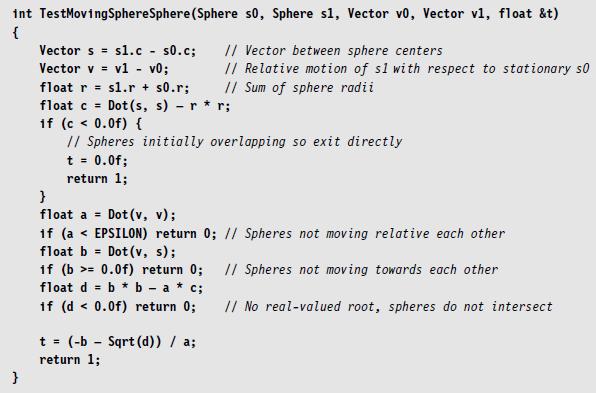 int TestMovingSphereSphere(Sphere s0, Sphere s1, Vector v0, Vector v1, float &t)
{
    Vector s = s1.c - s0.c;    // Vector between sphere centers
    Vector v = v1 - v0;        // Relative motion of s1 with respect to stationary s0
    float r = s1.r + s0.r;     // Sum of sphere radii
    float c = Dot(s, s) – r * r;
    if (c < 0.0f) {
        // Spheres initially overlapping so exit directly
        t = 0.0f;
        return 1;
    }
    float a = Dot(v, v);
    if (a < EPSILON) return 0; // Spheres not moving relative each other
    float b = Dot(v, s);
    if (b >= 0.0f) return 0;   // Spheres not moving towards each other
    float d = b * b – a * c;
    if (d < 0.0f) return 0;    // No real-valued root, spheres do not intersect

    t = (-b – Sqrt(d)) / a;
    return 1;
}